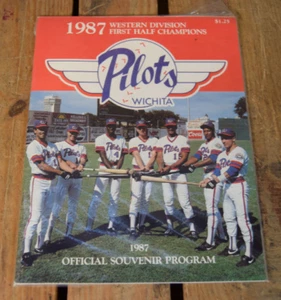 1987 WESTERN DIVISION
FIRST HALF CHAMPIONS
$1.25
Pilots
WICHITA
1987
OFFICIAL SOUVENIR PROGRAM